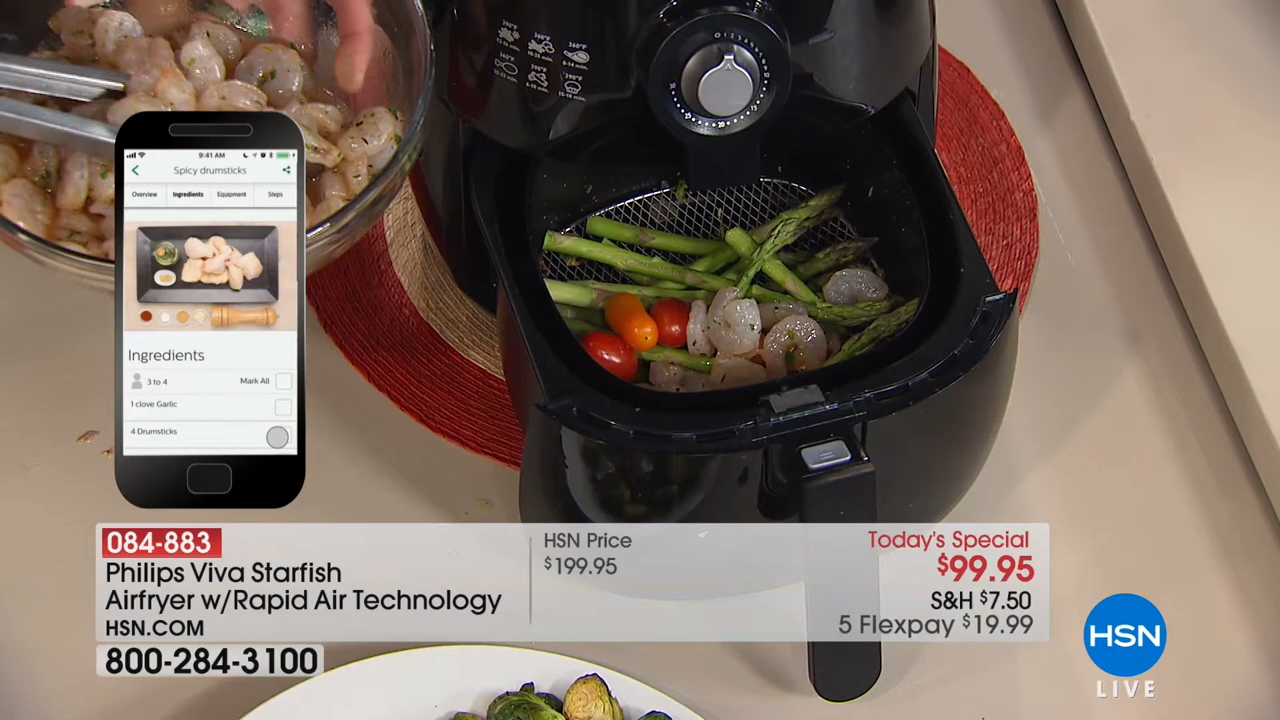 9:41 AM
Spicy drumsticks
Overview Ingredients Equipment Steps
Ingredients
3 to 4 Mark All
1 clove Garlic
4 Drumsticks
084-883
Philips Viva Starfish
Airfryer w/Rapid Air Technology
HSN.COM
800-284-3100
HSN Price
$199.95
Today's Special
$99.95
S&H $7.50
5 Flexpay $19.99
HSN
LIVE